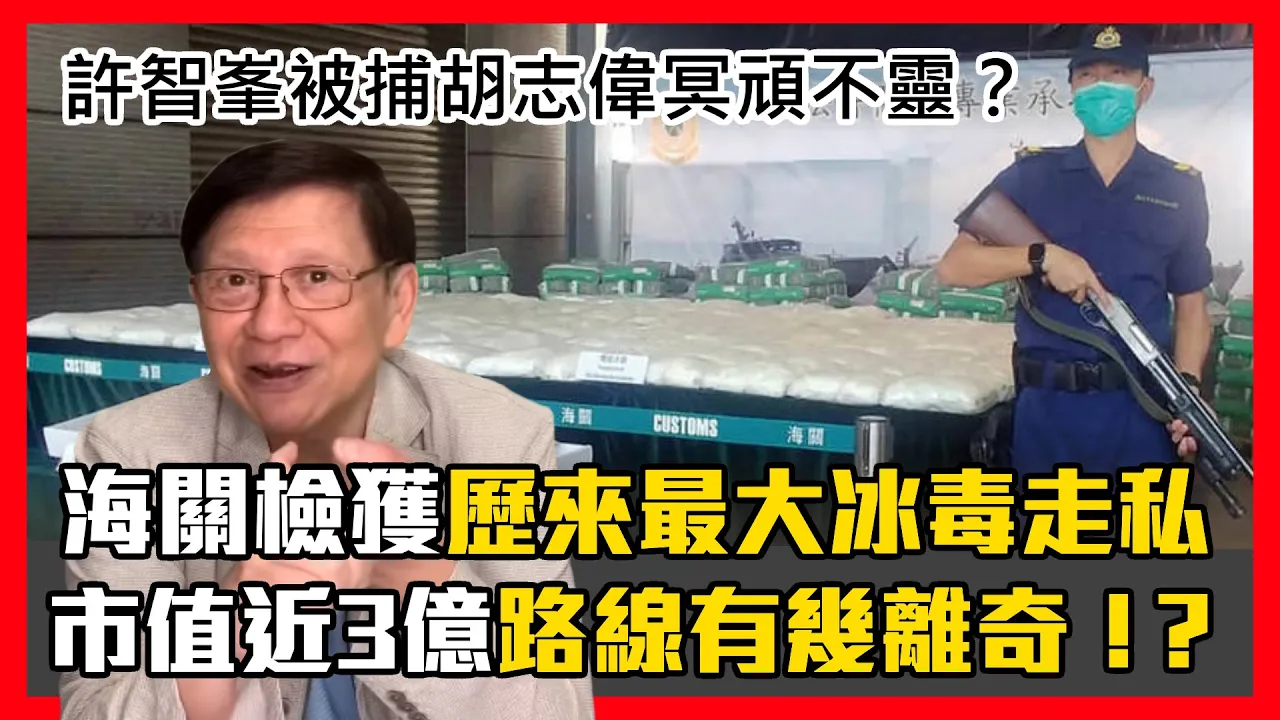 許智峯被捕胡志偉冥頑不靈？
CUSTOMS 海關
海關 CUSTOMS 海關
海關檢獲歷來最大冰毒走私
市值近3億路線有幾離奇！？